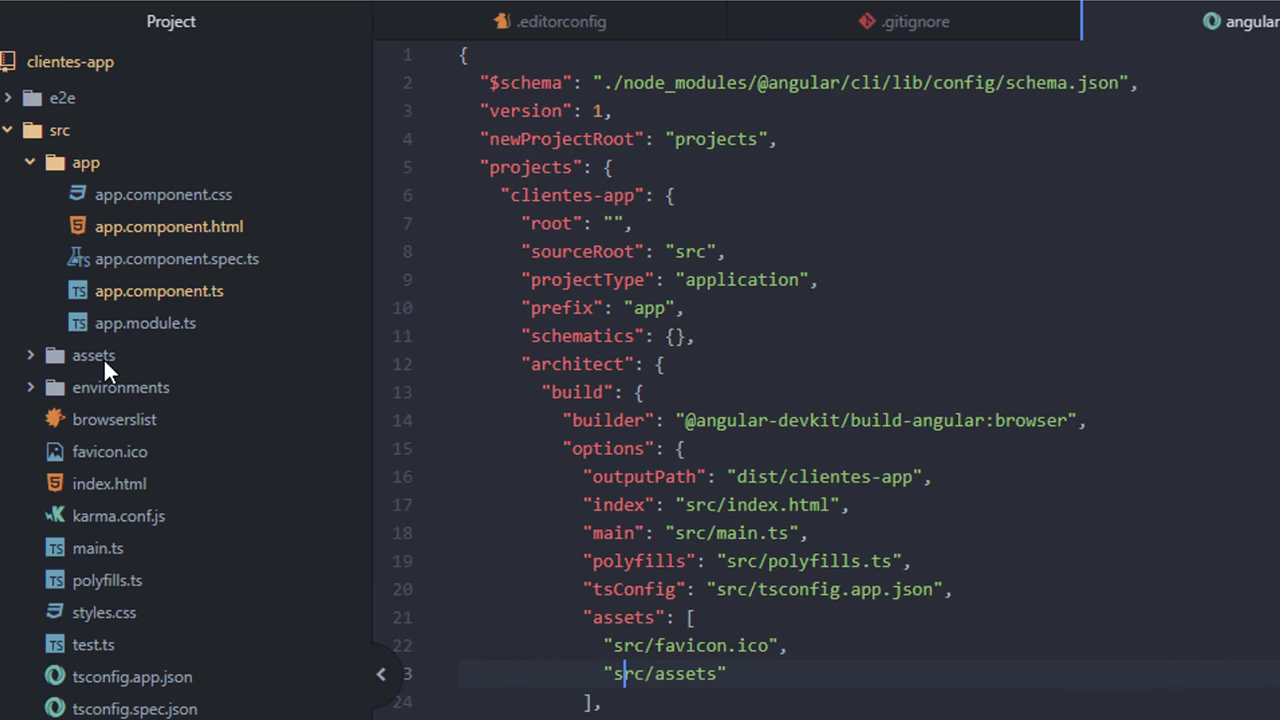 Project
clientes-app
e2e
src
app
app.component.css
app.component.html
app.component.spec.ts
app.component.ts
app.module.ts
assets
environments
browserslist
favicon.ico
index.html
karma.conf.js
main.ts
polyfills.ts
styles.css
test.ts
tsconfig.app.json
tsconfig.spec.json
.editorconfig
.gitignore
angular
1 {
2 "$schema": "./node_modules/@angular/cli/lib/config/schema.json",
3 "version": 1,
4 "newProjectRoot": "projects",
5 "projects": {
6 "clientes-app": {
7 "root": "",
8 "sourceRoot": "src",
9 "projectType": "application",
10 "prefix": "app",
11 "schematics": {},
12 "architect": {
13 "build": {
14 "builder": "@angular-devkit/build-angular:browser",
15 "options": {
16 "outputPath": "dist/clientes-app",
17 "index": "src/index.html",
18 "main": "src/main.ts",
19 "polyfills": "src/polyfills.ts",
20 "tsConfig": "src/tsconfig.app.json",
21 "assets": [
22 "src/favicon.ico",
3 "src/assets"
24 ],